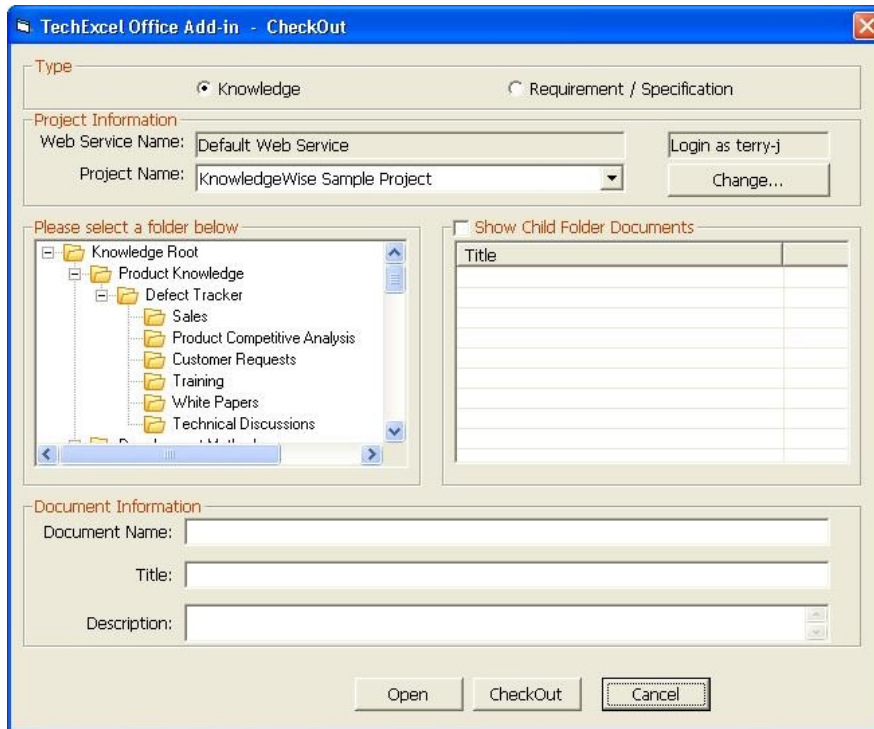 TechExcel Office Add-in - CheckOut
Type
Knowledge
Requirement / Specification
Project Information
Web Service Name: Default Web Service
Login as terry-j
Project Name: KnowledgeWise Sample Project
Change...
Please select a folder below
Knowledge Root
Product Knowledge
Defect Tracker
Sales
Product Competitive Analysis
Customer Requests
Training
White Papers
Technical Discussions
Show Child Folder Documents
Title
Document Information
Document Name:
Title:
Description:
Open
CheckOut
Cancel